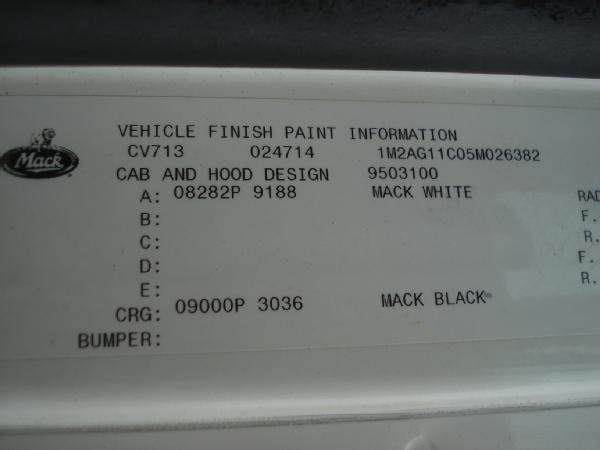 Mack
VEHICLE FINISH PAINT INFORMATION
CV713 024714 1M2AG11C05M026382
CAB AND HOOD DESIGN 9503100
A: 08282P 9188 MACK WHITE RAD
B: F.
C: R.
D: F.
E: R.
CRG: 09000P 3036 MACK BLACK
BUMPER: